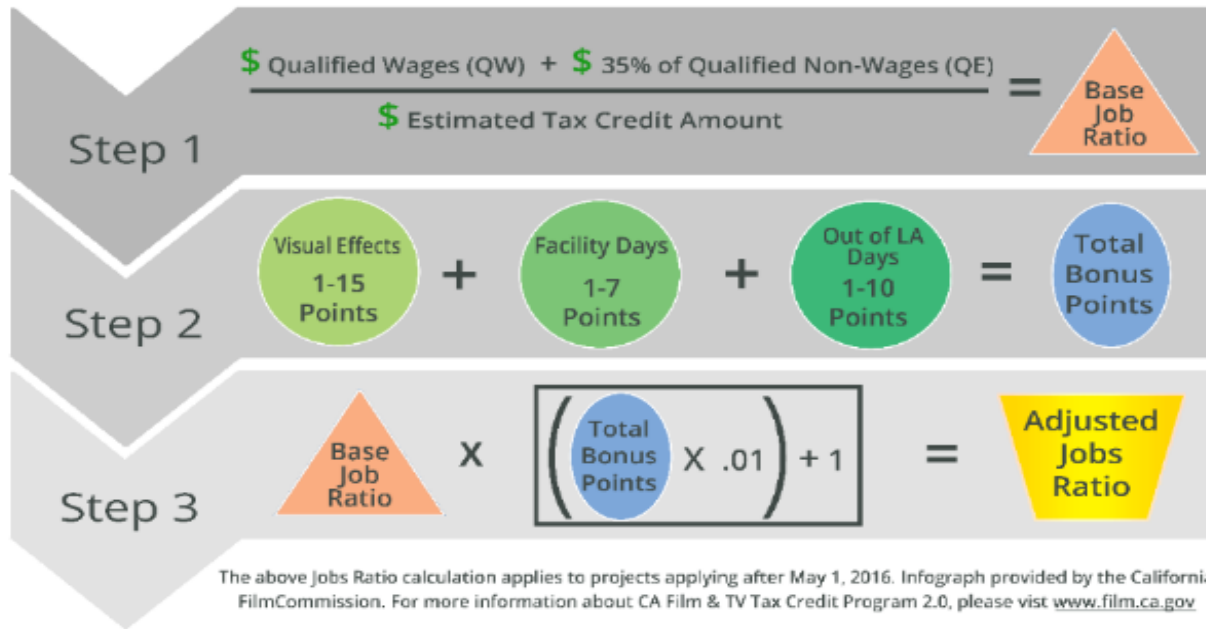 $ Qualified Wages (QW) + $ 35% of Qualified Non-Wages (QE)
$ Estimated Tax Credit Amount
=
Base
Job
Ratio
Step 1
Visual Effects
1-15
Points
+
Facility Days
1-7
Points
+
Out of LA
Days
1-10
Points
=
Total
Bonus
Points
Step 2
Base
Job
Ratio
X
(
Total
Bonus
Points
X .01 ) + 1
=
Adjusted
Jobs
Ratio
Step 3
The above Jobs Ratio calculation applies to projects applying after May 1, 2016. Infograph provided by the California
FilmCommission. For more information about CA Film & TV Tax Credit Program 2.0, please vist www.film.ca.gov